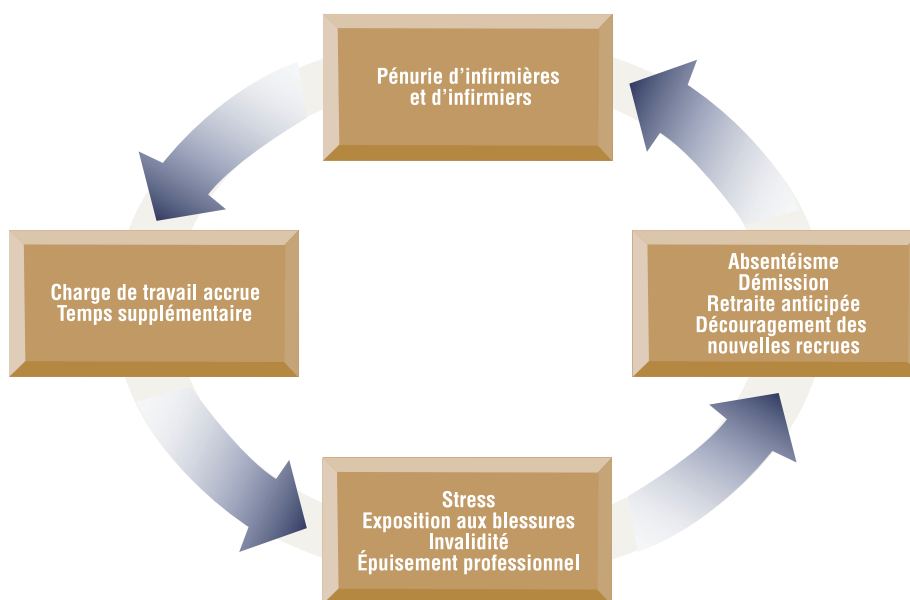 Pénurie d'infirmières
et d'infirmiers
Charge de travail accrue
Temps supplémentaire
Absentéisme
Démission
Retraite anticipée
Découragement des
nouvelles recrues
Stress
Exposition aux blessures
Invalidité
Épuisement professionnel